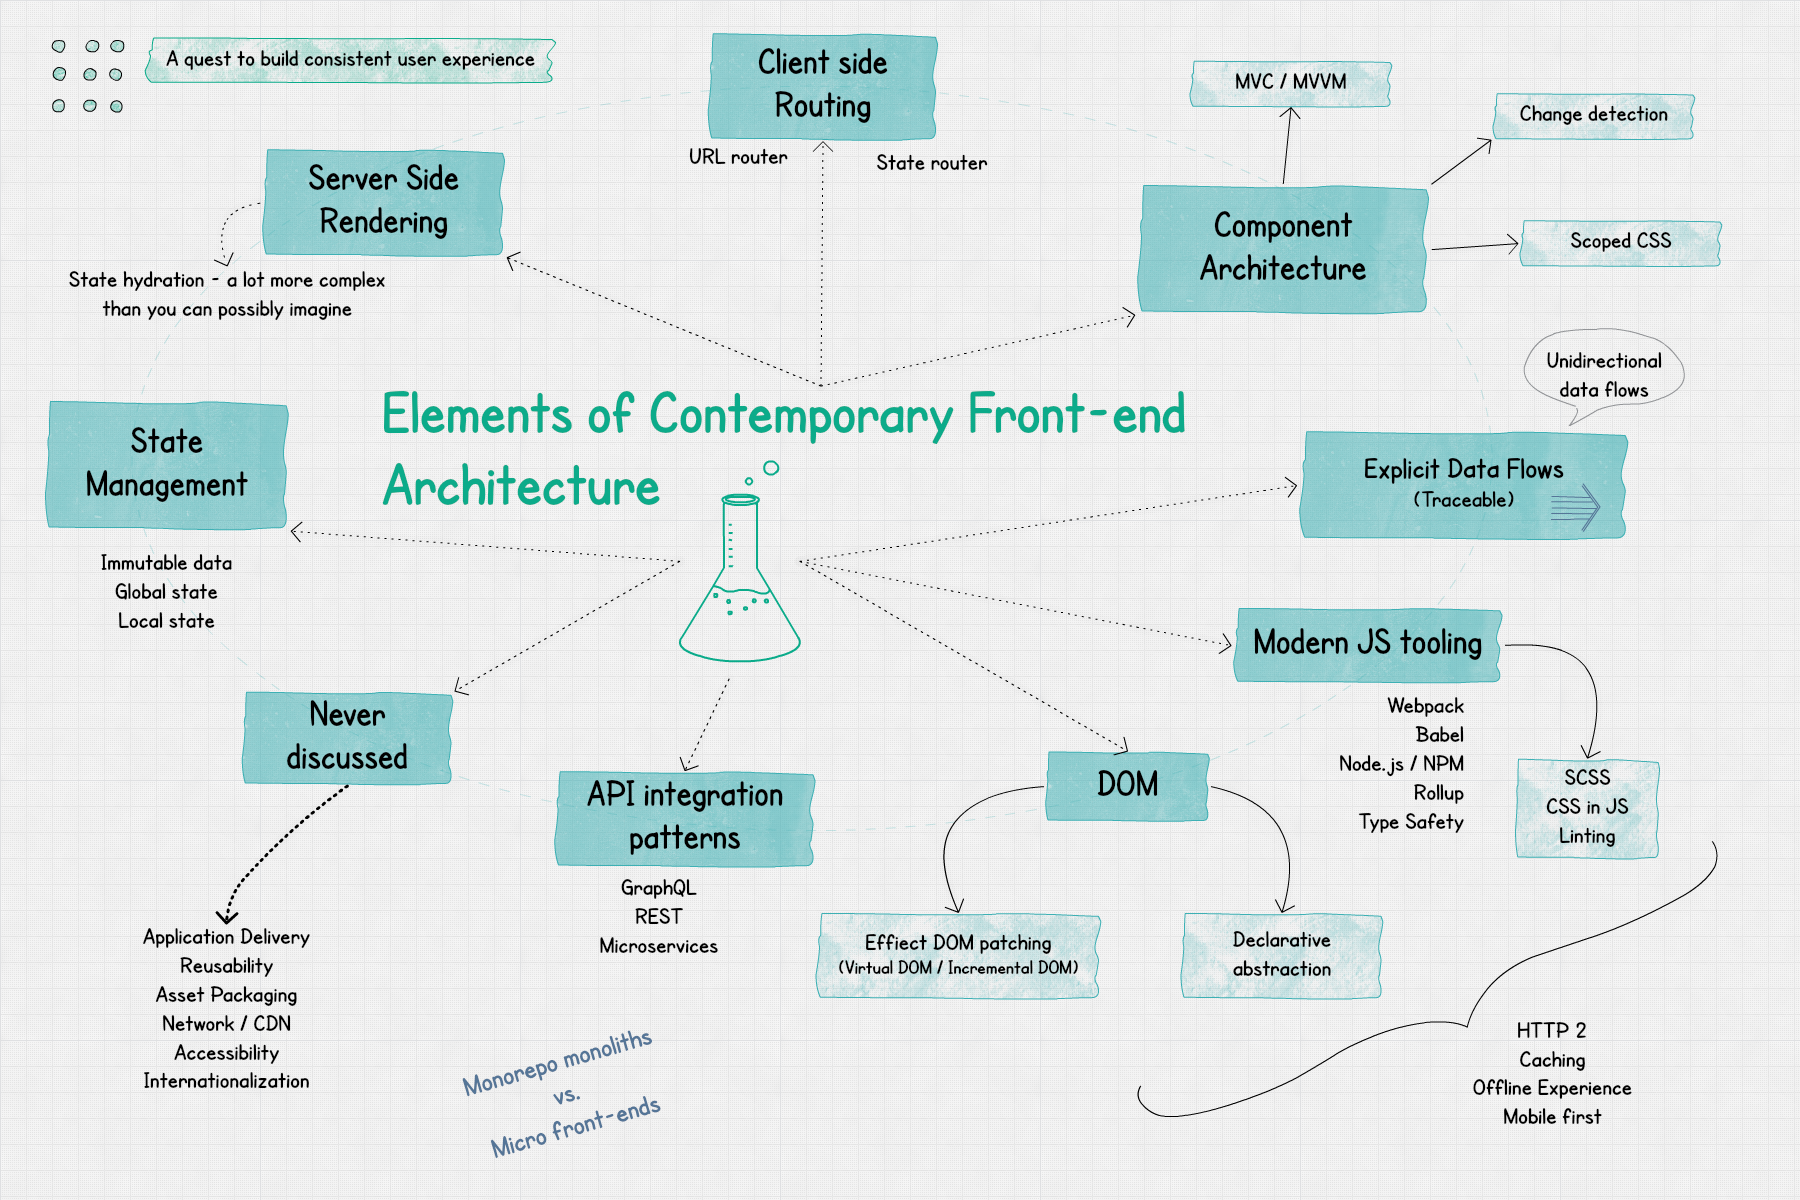 A quest to build consistent user experience
Client side
Routing
URL router
State router
MVC / MVVM
Change detection
Server Side
Rendering
State hydration - a lot more complex
than you can possibly imagine
Component
Architecture
Scoped CSS
Unidirectional
data flows
Elements of Contemporary Front-end
Architecture
State
Management
Immutable data
Global state
Local state
Explicit Data Flows
(Traceable)
Modern JS tooling
Webpack
Babel
Node.js / NPM
Rollup
Type Safety
SCSS
CSS in JS
Linting
Never
discussed
Application Delivery
Reusability
Asset Packaging
Network / CDN
Accessibility
Internationalization
API integration
patterns
GraphQL
REST
Microservices
DOM
Effiect DOM patching
(Virtual DOM / Incremental DOM)
Declarative
abstraction
Monorepo monoliths
vs.
Micro front-ends
HTTP 2
Caching
Offline Experience
Mobile first